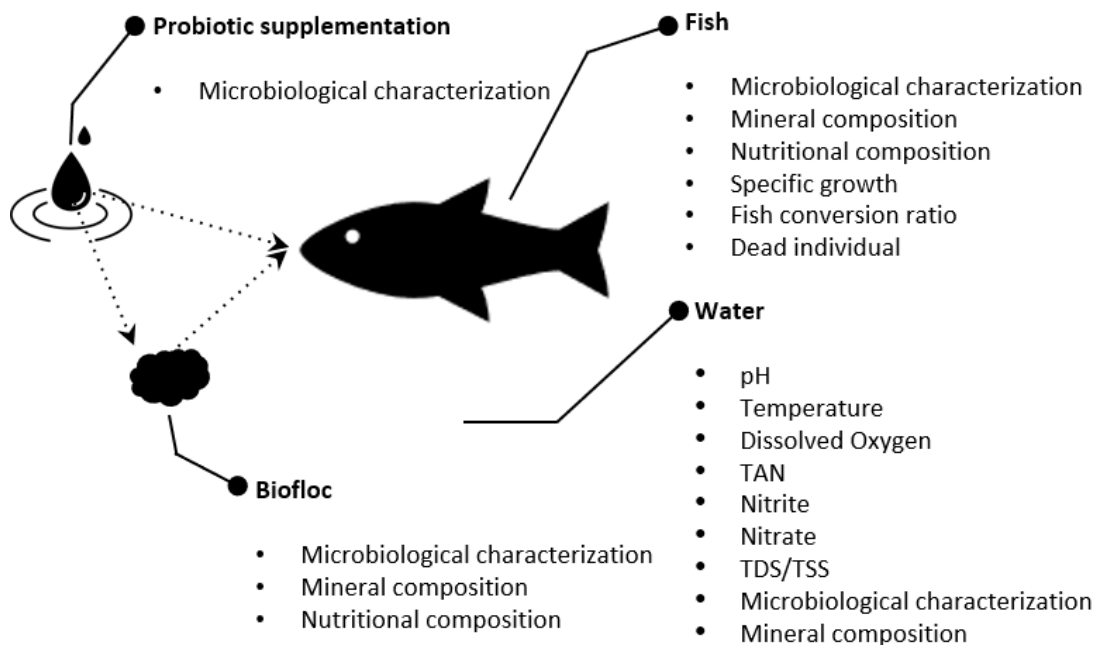 Probiotic supplementation
• Microbiological characterization
Fish
• Microbiological characterization
• Mineral composition
• Nutritional composition
• Specific growth
• Fish conversion ratio
• Dead individual
Water
• pH
• Temperature
• Dissolved Oxygen
• TAN
• Nitrite
• Nitrate
• TDS/TSS
• Microbiological characterization
• Mineral composition
Biofloc
• Microbiological characterization
• Mineral composition
• Nutritional composition